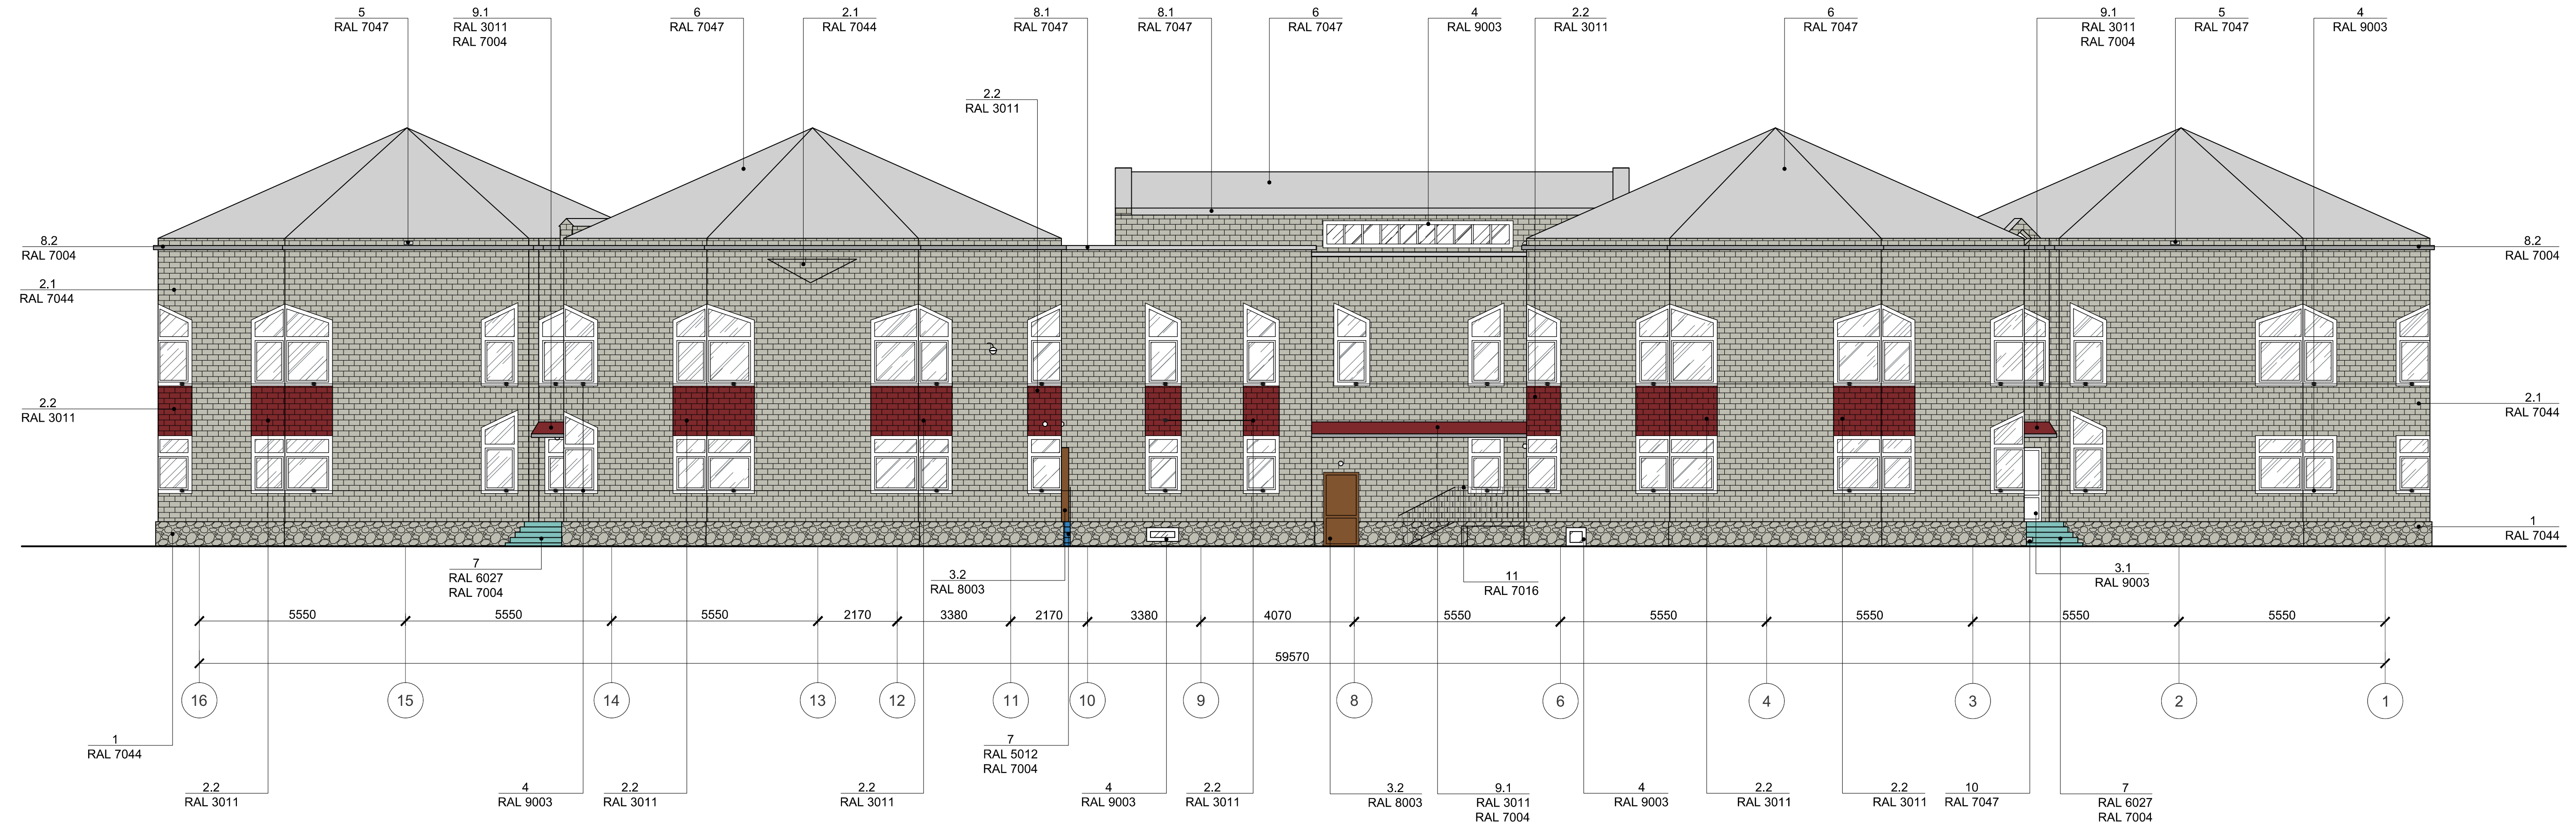 5
RAL 7047
9.1
RAL 3011
RAL 7004
6
RAL 7047
2.1
RAL 7044
8.1
RAL 7047
8.1
RAL 7047
6
RAL 7047
4
RAL 9003
2.2
RAL 3011
6
RAL 7047
9.1
RAL 3011
RAL 7004
5
RAL 7047
4
RAL 9003
2.2
RAL 3011
8.2
RAL 7004
8.2
RAL 7004
2.1
RAL 7044
2.2
RAL 3011
2.1
RAL 7044
1
RAL 7044
7
RAL 6027
RAL 7004
3.2
RAL 8003
11
RAL 7016
3.1
RAL 9003
5550 5550 5550 2170 3380 2170 3380 4070 5550 5550 5550 5550 5550
59570
16 15 14 13 12 11 10 9 8 6 4 3 2 1
1
RAL 7044
7
RAL 5012
RAL 7004
2.2
RAL 3011
4
RAL 9003
2.2
RAL 3011
2.2
RAL 3011
4
RAL 9003
2.2
RAL 3011
3.2
RAL 8003
9.1
RAL 3011
RAL 7004
4
RAL 9003
2.2
RAL 3011
2.2
RAL 3011
10
RAL 7047
7
RAL 6027
RAL 7004